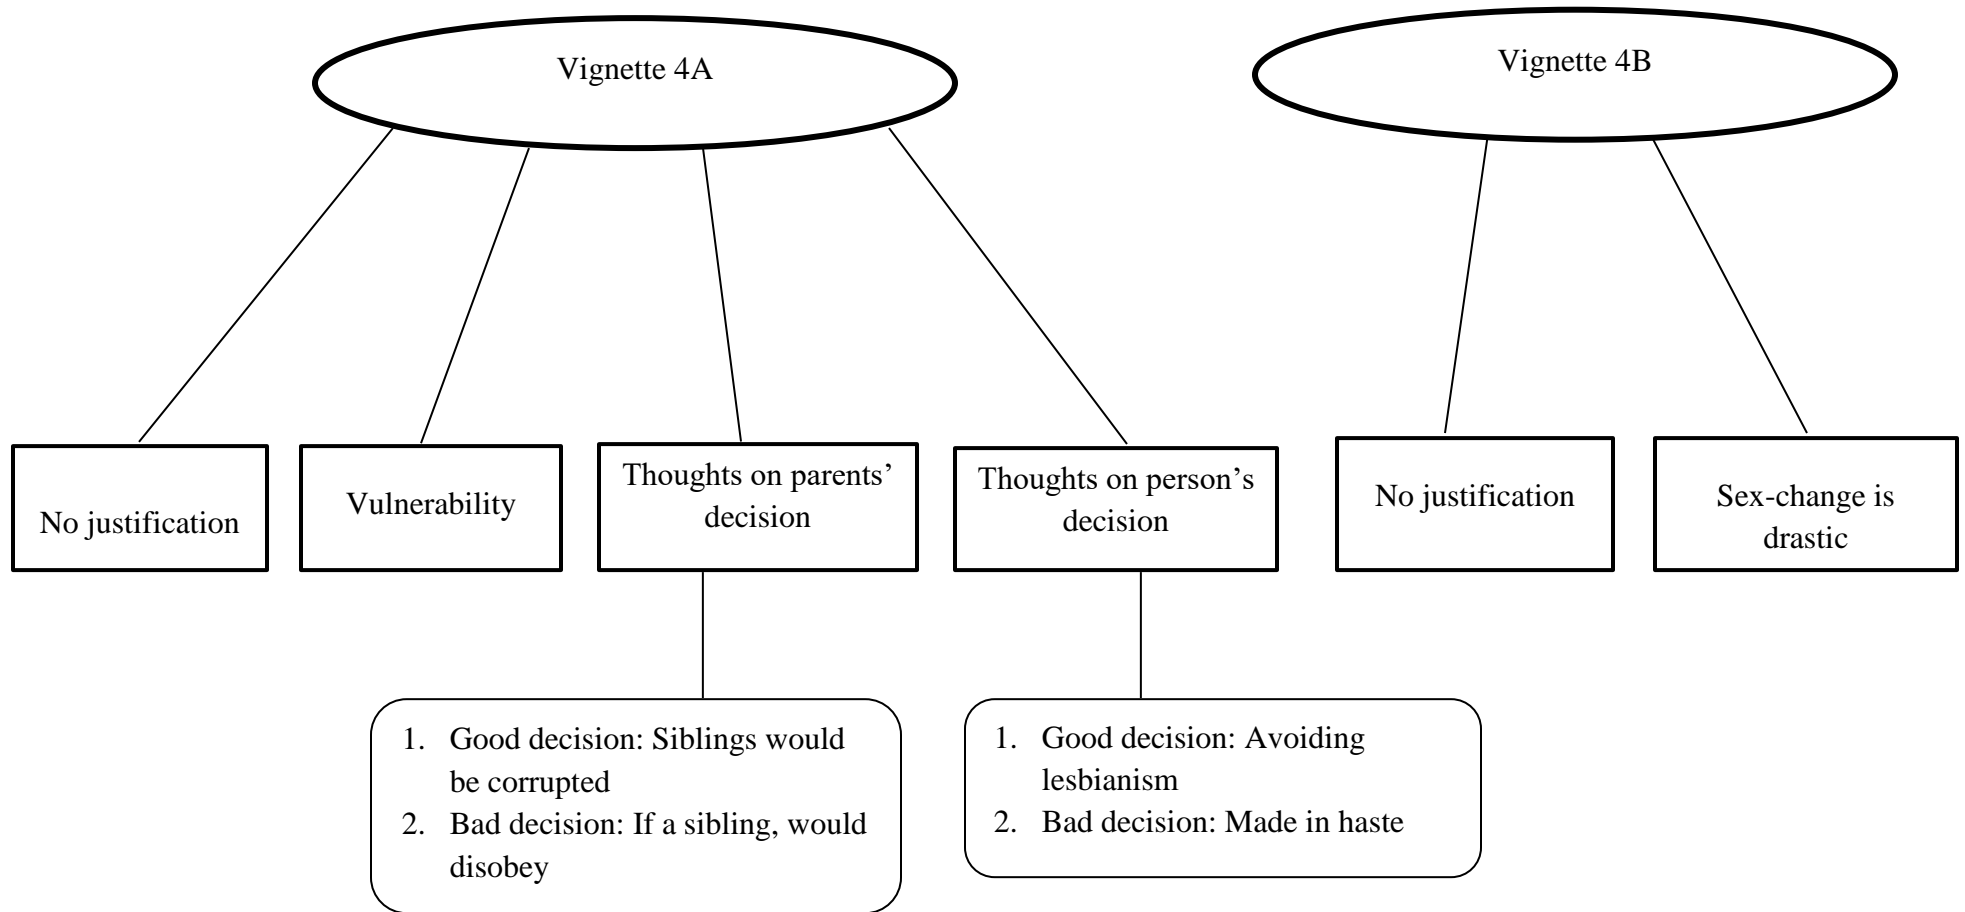 Vignette 4A
Vignette 4B
No justification
Vulnerability
Thoughts on parents’
decision
Thoughts on person’s
decision
No justification
Sex-change is
drastic
1. Good decision: Siblings would
be corrupted
2. Bad decision: If a sibling, would
disobey
1. Good decision: Avoiding
lesbianism
2. Bad decision: Made in haste